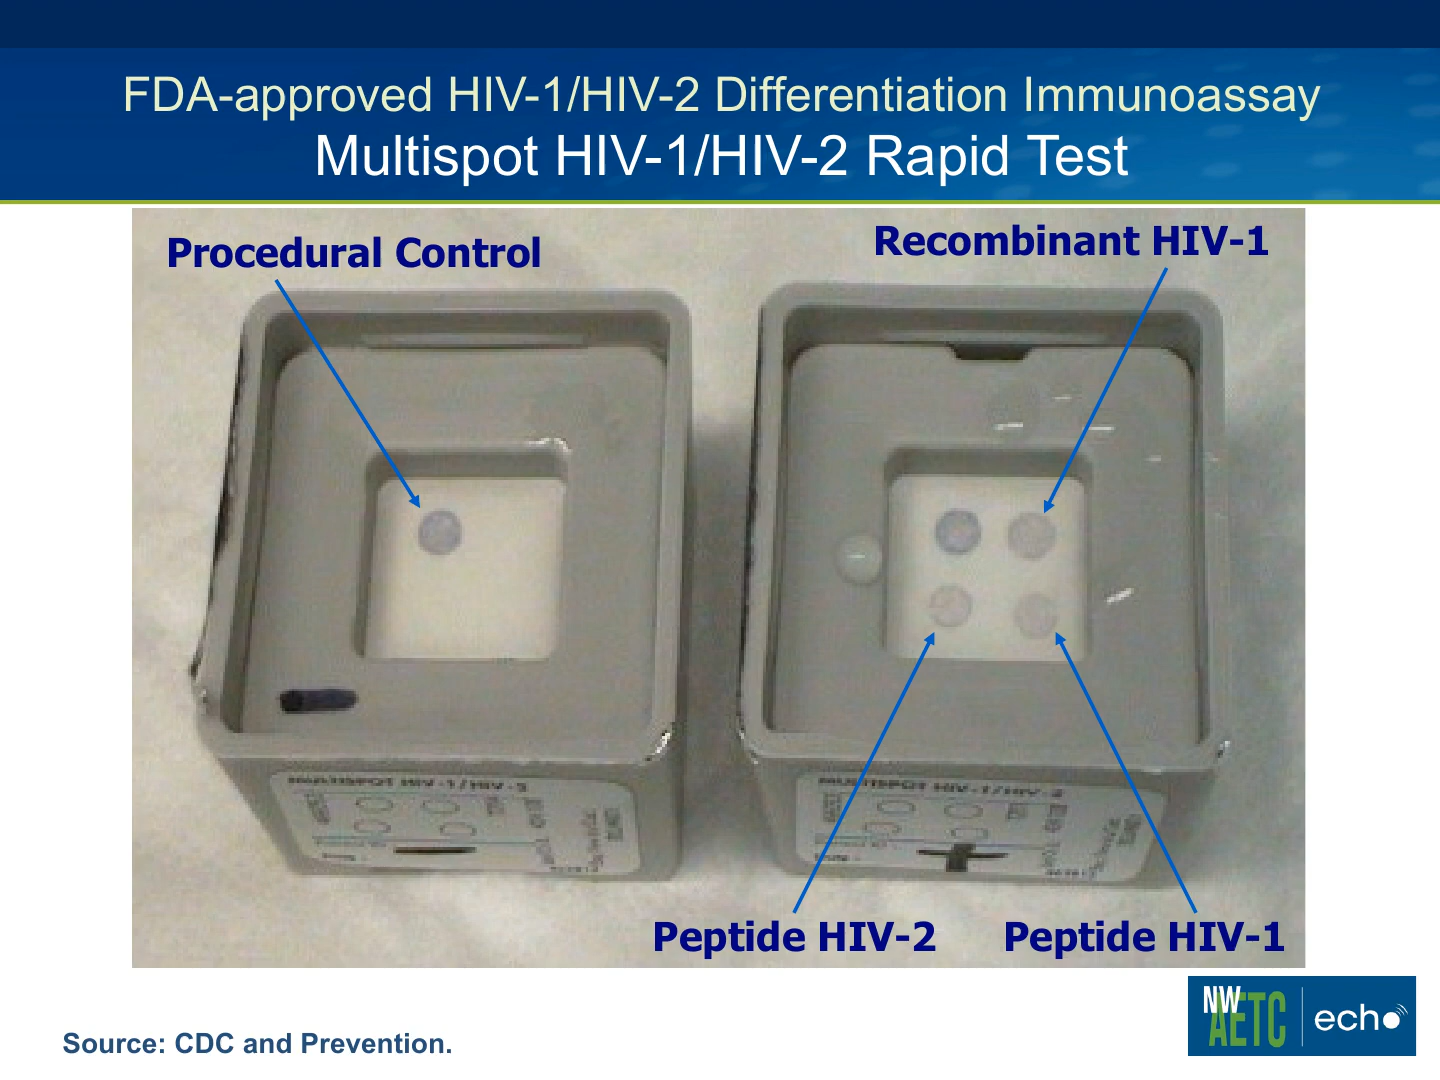 FDA-approved HIV-1/HIV-2 Differentiation Immunoassay
Multispot HIV-1/HIV-2 Rapid Test
Procedural Control
Recombinant HIV-1
Peptide HIV-2
Peptide HIV-1
NW
AETC
echo
Source: CDC and Prevention.